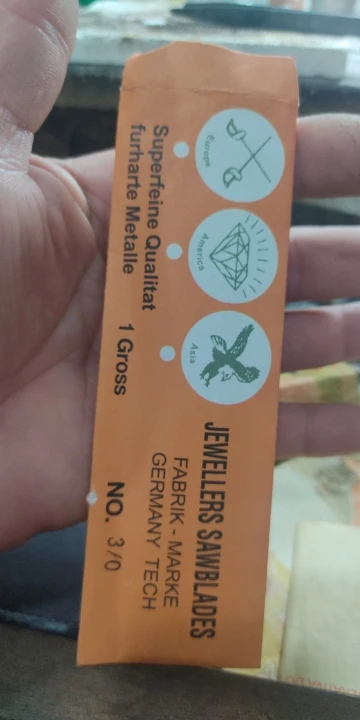 Europe
America
Asia
JEWELLERS SAWBLADES
FABRIK - MARKE
GERMANY TECH
Superfeine Qualitat
furharte Metalle
1 Gross
NO. 3/0